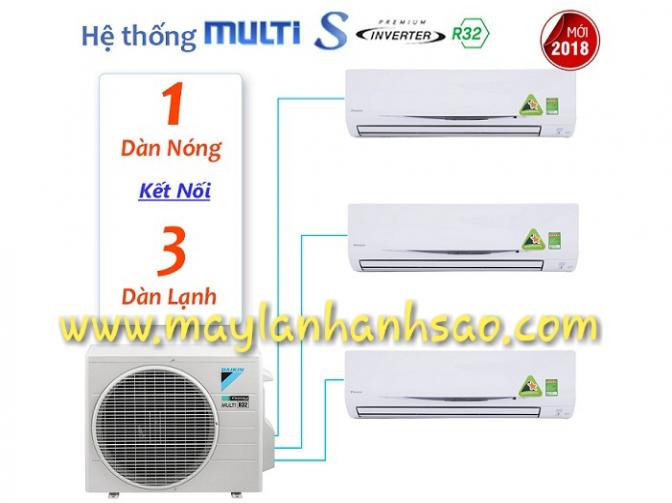 Hệ thống multi S PREMIUM INVERTER R32
MỚI 2018
1
Dàn Nóng
Kết Nối
3
Dàn Lạnh
www.maylanhanhsao.com
DAIKIN
MULTI R32